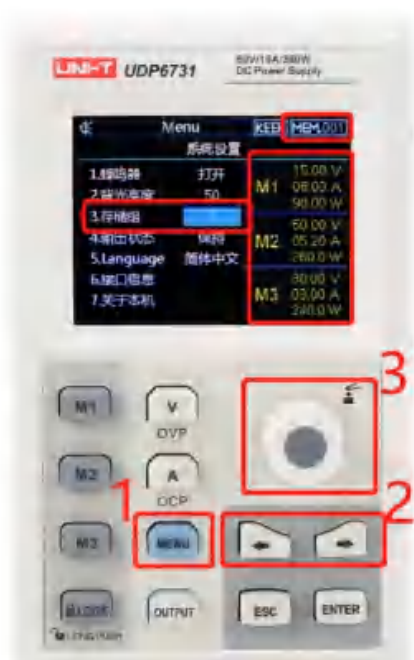 UNI-T UDP6731
DC Power Supply
Menu KEEP MEM:001
系统设置
1.蜂鸣器 打开
2.背光亮度 50
3.存储组
4.输出状态 保持
5.Language 简体中文
6.接口信息
7.关于本机
M1 15.00 V
06.00 A
90.00 W
M2 50.00 V
05.20 A
260.0 W
M3 80.00 V
03.00 A
240.0 W
3
M1
V
OVP
M2
A
OCP
1
2
MENU
OUTPUT
ESC
ENTER
LONG PUSH